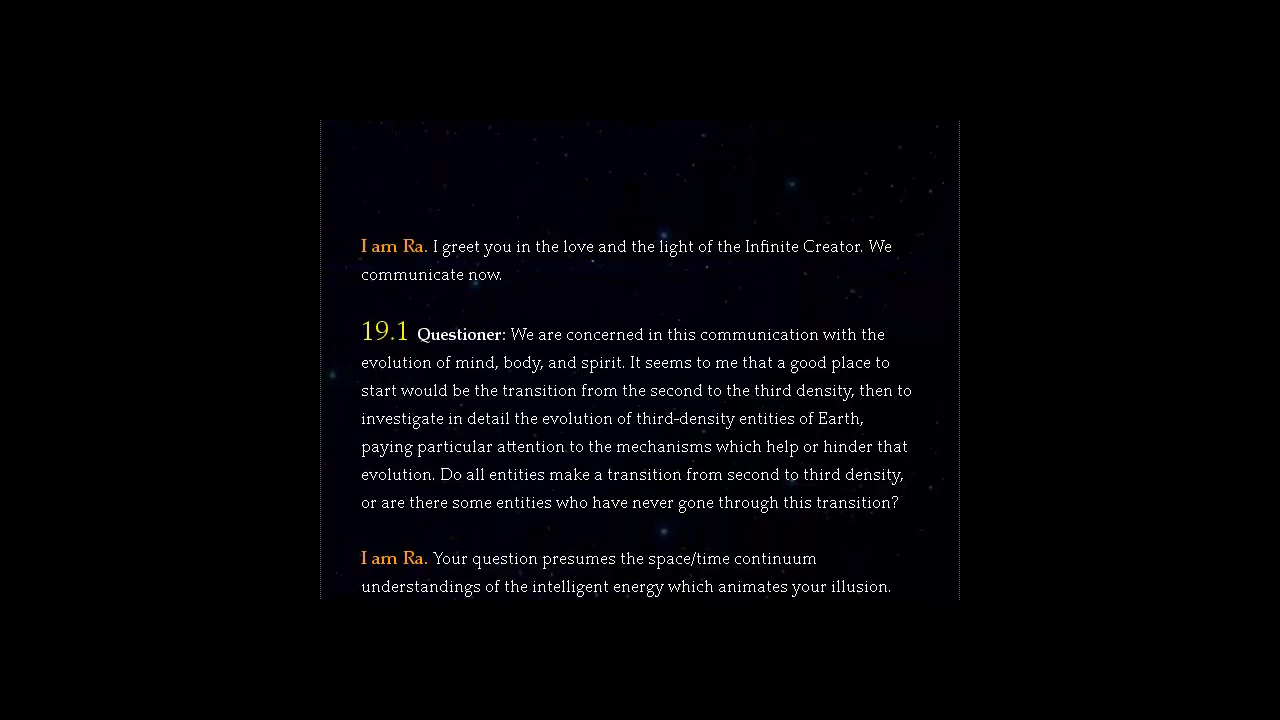 I am Ra. I greet you in the love and the light of the Infinite Creator. We
communicate now.
19.1 Questioner: We are concerned in this communication with the
evolution of mind, body, and spirit. It seems to me that a good place to
start would be the transition from the second to the third density, then to
investigate in detail the evolution of third-density entities of Earth,
paying particular attention to the mechanisms which help or hinder that
evolution. Do all entities make a transition from second to third density,
or are there some entities who have never gone through this transition?
I am Ra. Your question presumes the space/time continuum
understandings of the intelligent energy which animates your illusion.